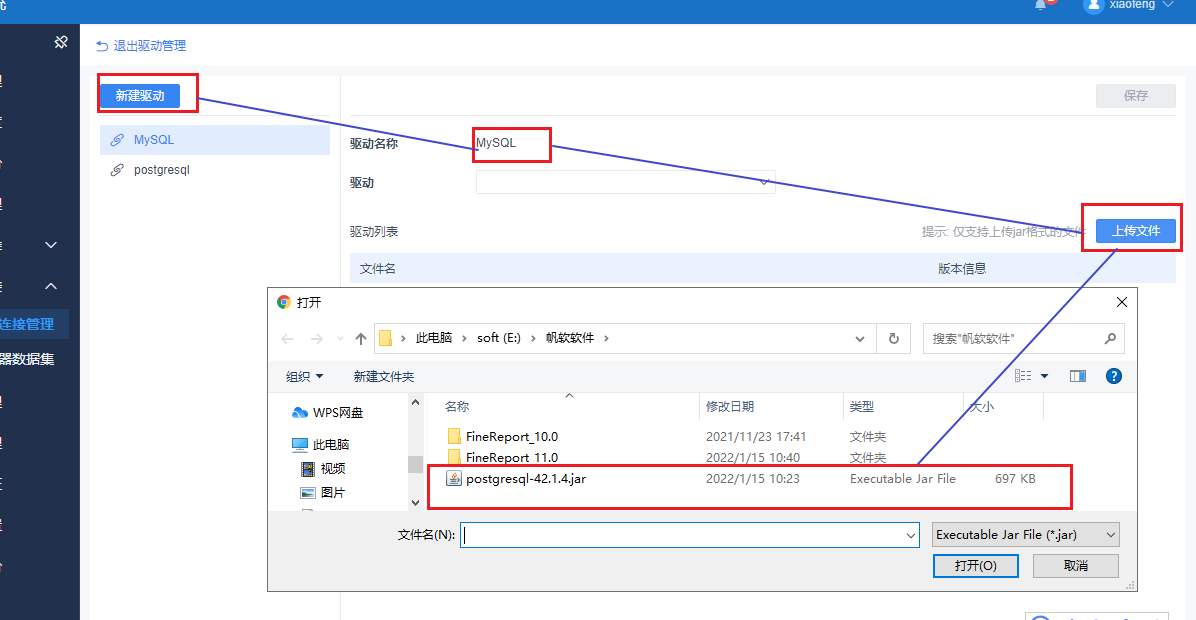 xiaofeng
退出驱动管理
新建驱动
保存
MySQL
驱动名称
MySQL
postgresql
驱动
驱动列表
提示: 仅支持上传jar格式的文件
上传文件
文件名
版本信息
连接管理
器数据集
打开
此电脑 › soft (E:) › 帆软软件 ›
搜索"帆软软件"
组织
新建文件夹
名称
修改日期
类型
大小
WPS网盘
此电脑
视频
图片
FineReport_10.0 2021/11/23 17:41 文件夹
FineReport_11.0 2022/1/15 10:40 文件夹
postgresql-42.1.4.jar 2022/1/15 10:23 Executable Jar File 697 KB
文件名(N):
Executable Jar File (*.jar)
打开(O)
取消